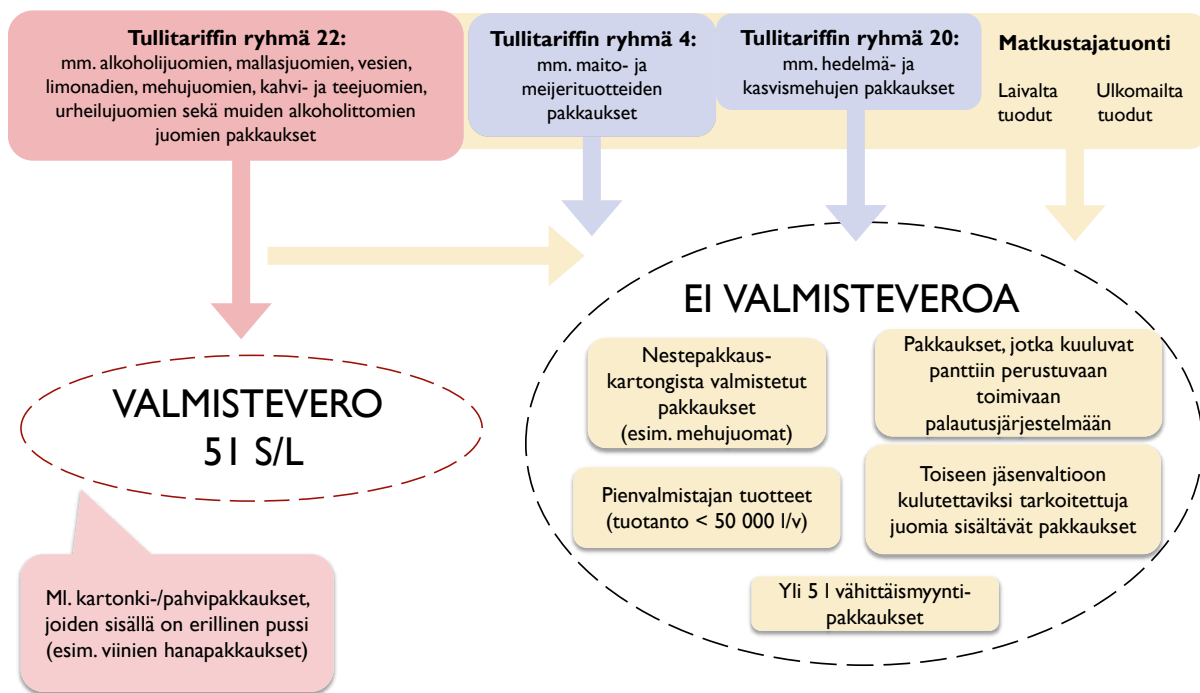 Tullitariffin ryhmä 22:
mm. alkoholijuomien, mallasjuomien, vesien,
limonadien, mehujuomien, kahvi- ja teejuomien,
urheilujuomien sekä muiden alkoholittomien
juomien pakkaukset
Tullitariffin ryhmä 4:
mm. maito- ja
meijerituotteiden
pakkaukset
Tullitariffin ryhmä 20:
mm. hedelmä- ja
kasvismehujen pakkaukset
Matkustajatuonti
Laivalta
tuodut
Ulkomailta
tuodut
VALMISTEVERO
51 S/L
Ml. kartonki-/pahvipakkaukset,
joiden sisällä on erillinen pussi
(esim. viinien hanapakkaukset)
EI VALMISTEVEROA
Nestepakkaus-
kartongista valmistetut
pakkaukset
(esim. mehujuomat)
Pakkaukset, jotka kuuluvat
panttiin perustuvaan
toimivaan
palautusjärjestelmään
Pienvalmistajan tuotteet
(tuotanto < 50 000 l/v)
Toiseen jäsenvaltioon
kulutettaviksi tarkoitettuja
juomia sisältävät pakkaukset
Yli 5 l vähittäismyynti-
pakkaukset